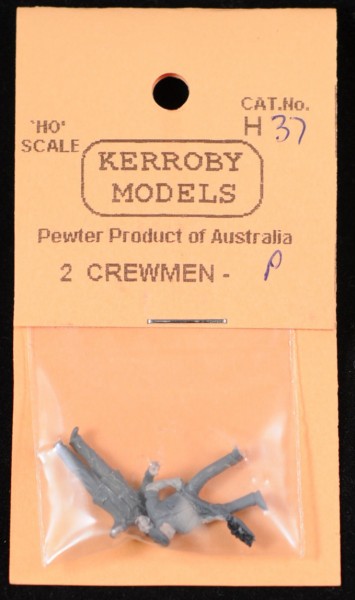 'HO' SCALE
CAT.No.
H 37
KERROBY
MODELS
Pewter Product of Australia
2 CREWMEN - P